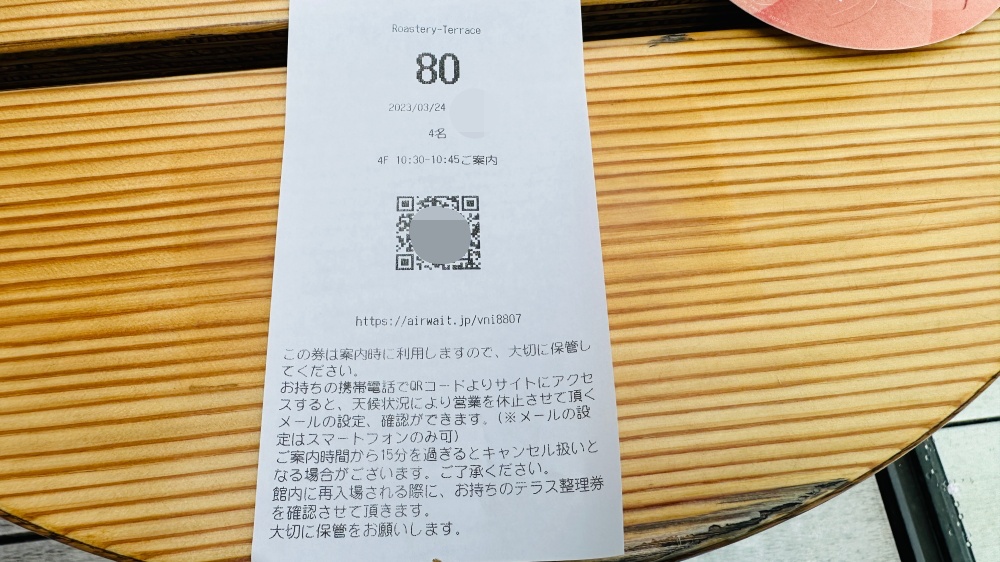 Roastery-Terrace
80
2023/03/24
4名
4F 10:30-10:45ご案内
https://airwait.jp/vni8807
この券は案内時に利用しますので、大切に保管し
てください。
お持ちの携帯電話でQRコードよりサイトにアクセ
スすると、天候状況により営業を休止させて頂く
メールの設定、確認ができます。(※メールの設
定はスマートフォンのみ可)
ご案内時間から15分を過ぎるとキャンセル扱いと
なる場合がございます。ご了承ください。
館内に再入場される際に、お持ちのテラス整理券
を確認させて頂きます。
大切に保管をお願いします。